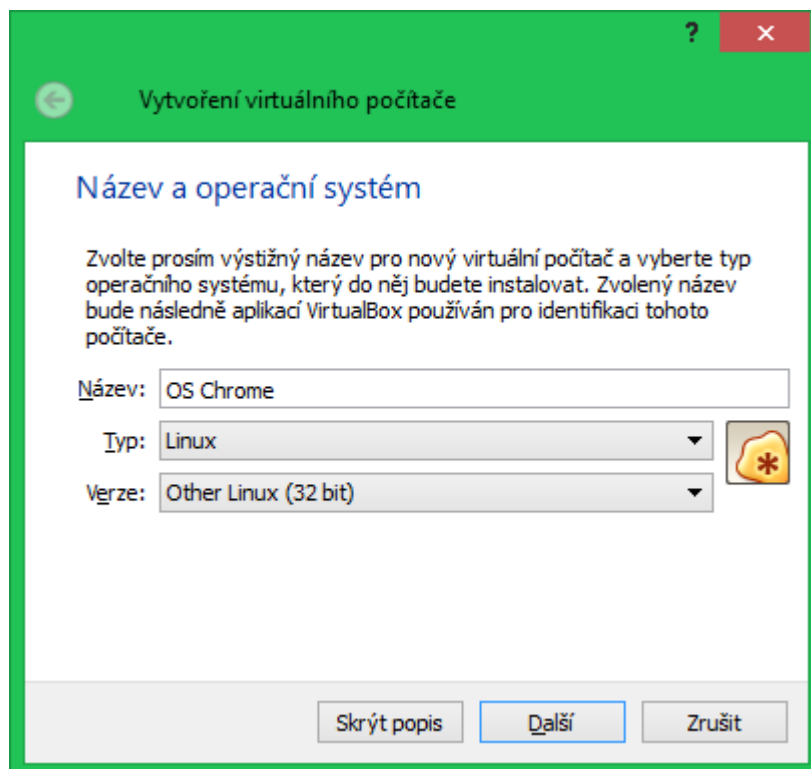 ?
Vytvoření virtuálního počítače
Název a operační systém
Zvolte prosím výstižný název pro nový virtuální počítač a vyberte typ
operačního systému, který do něj budete instalovat. Zvolený název
bude následně aplikací VirtualBox používán pro identifikaci tohoto
počítače.
Název: OS Chrome
Typ: Linux
Verze: Other Linux (32 bit)
Skrýt popis Další Zrušit